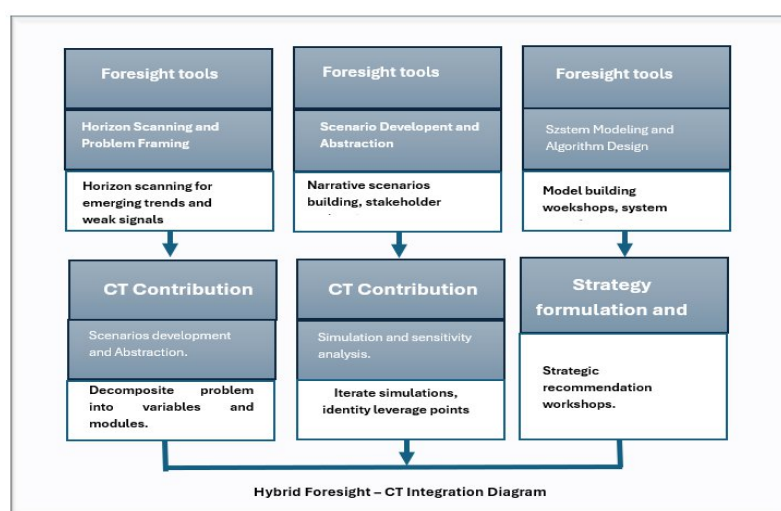 Foresight tools
Horizon Scanning and
Problem Framing
Horizon scanning for
emerging trends and
weak signals
Foresight tools
Scenario Developent and
Abstraction
Narrative scenarios
building, stakeholder
Foresight tools
Szstem Modeling and
Algorithm Design
Model building
woekshops, system
CT Contribution
Scenarios development
and Abstraction.
Decomposite problem
into variables and
modules.
CT Contribution
Simulation and sensitivity
analysis.
Iterate simulations,
identity leverage points
Strategy
formulation and
Strategic
recommendation
workshops.
Hybrid Foresight – CT Integration Diagram